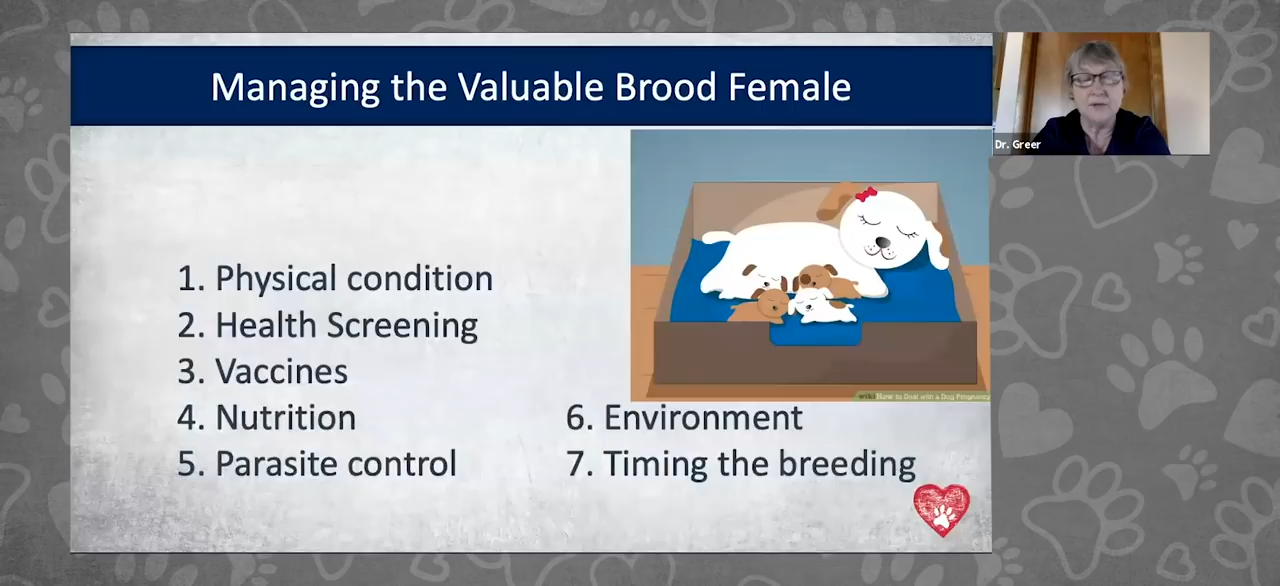 Managing the Valuable Brood Female
Dr. Greer
1. Physical condition
2. Health Screening
3. Vaccines
4. Nutrition
5. Parasite control
wikiHow to Deal with a Dog Pregnancy
6. Environment
7. Timing the breeding